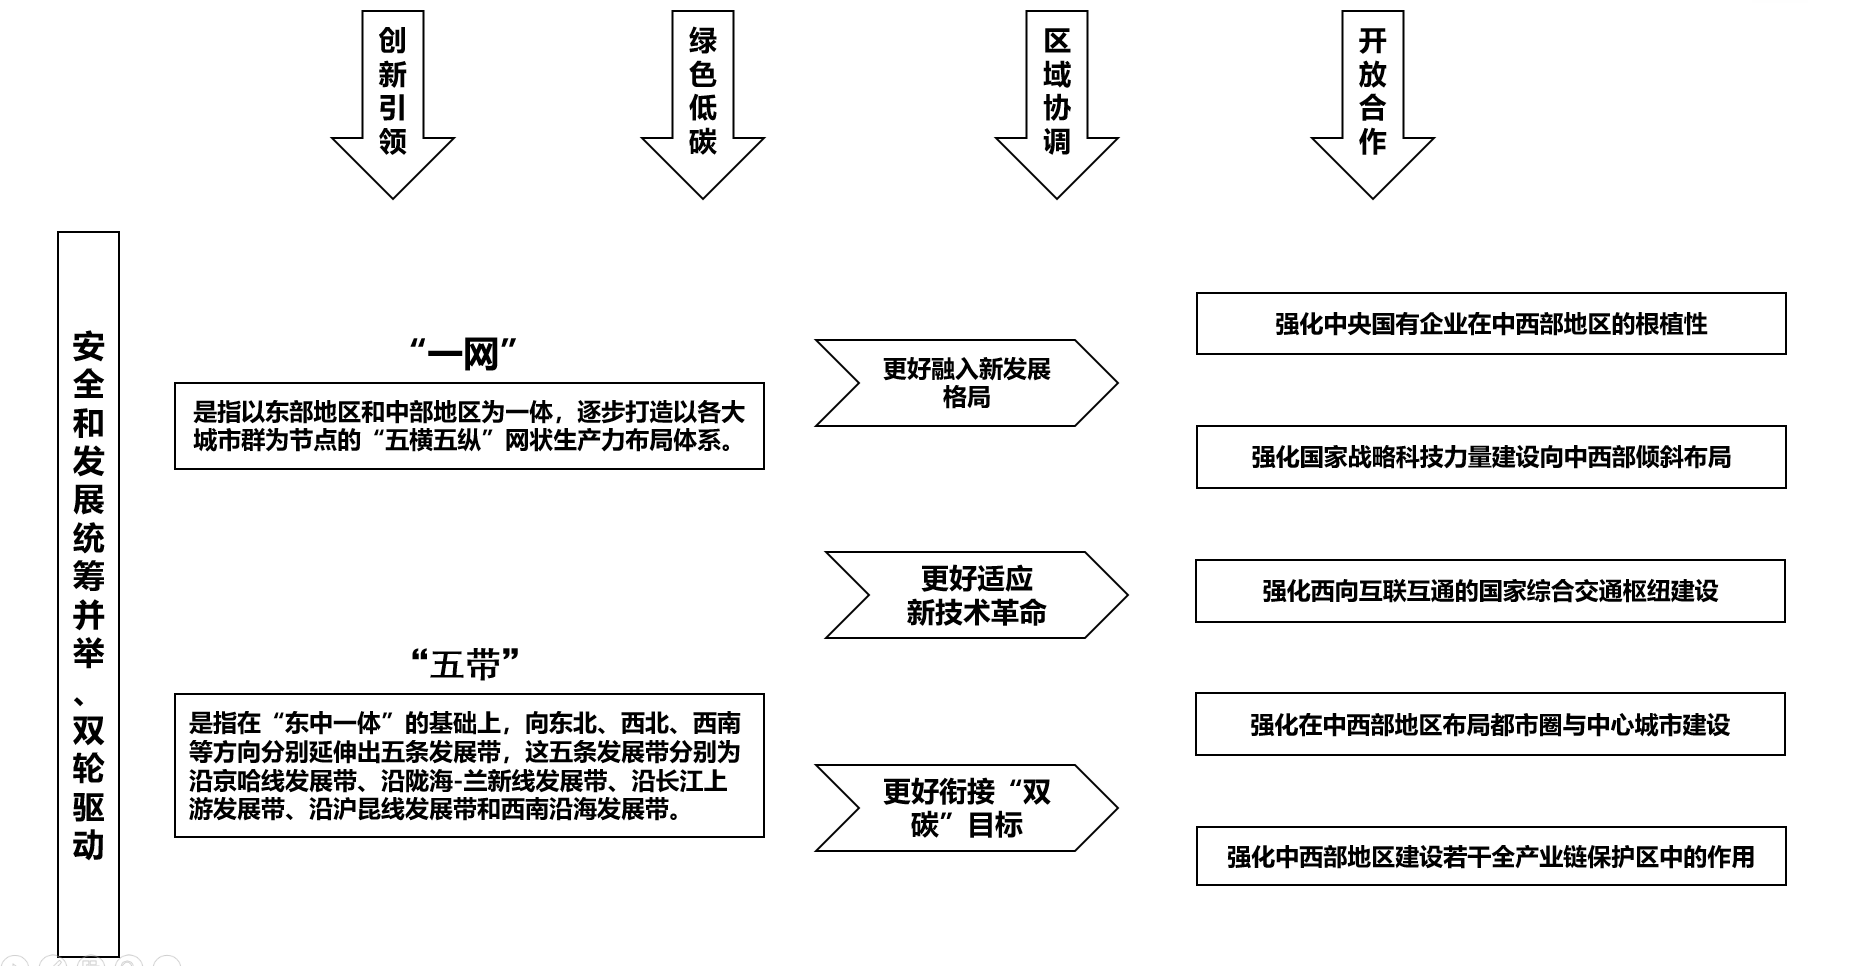 创新引领
绿色低碳
区域协调
开放合作
安全和发展统筹并举、双轮驱动
“一网”
是指以东部地区和中部地区为一体，逐步打造以各大
城市群为节点的“五横五纵”网状生产力布局体系。
“五带”
是指在“东中一体”的基础上，向东北、西北、西南
等方向分别延伸出五条发展带，这五条发展带分别为
沿京哈线发展带、沿陇海-兰新线发展带、沿长江上
游发展带、沿沪昆线发展带和西南沿海发展带。
更好融入新发展
格局
更好适应
新技术革命
更好衔接“双
碳”目标
强化中央国有企业在中西部地区的根植性
强化国家战略科技力量建设向中西部倾斜布局
强化西向互联互通的国家综合交通枢纽建设
强化在中西部地区布局都市圈与中心城市建设
强化中西部地区建设若干全产业链保护区中的作用